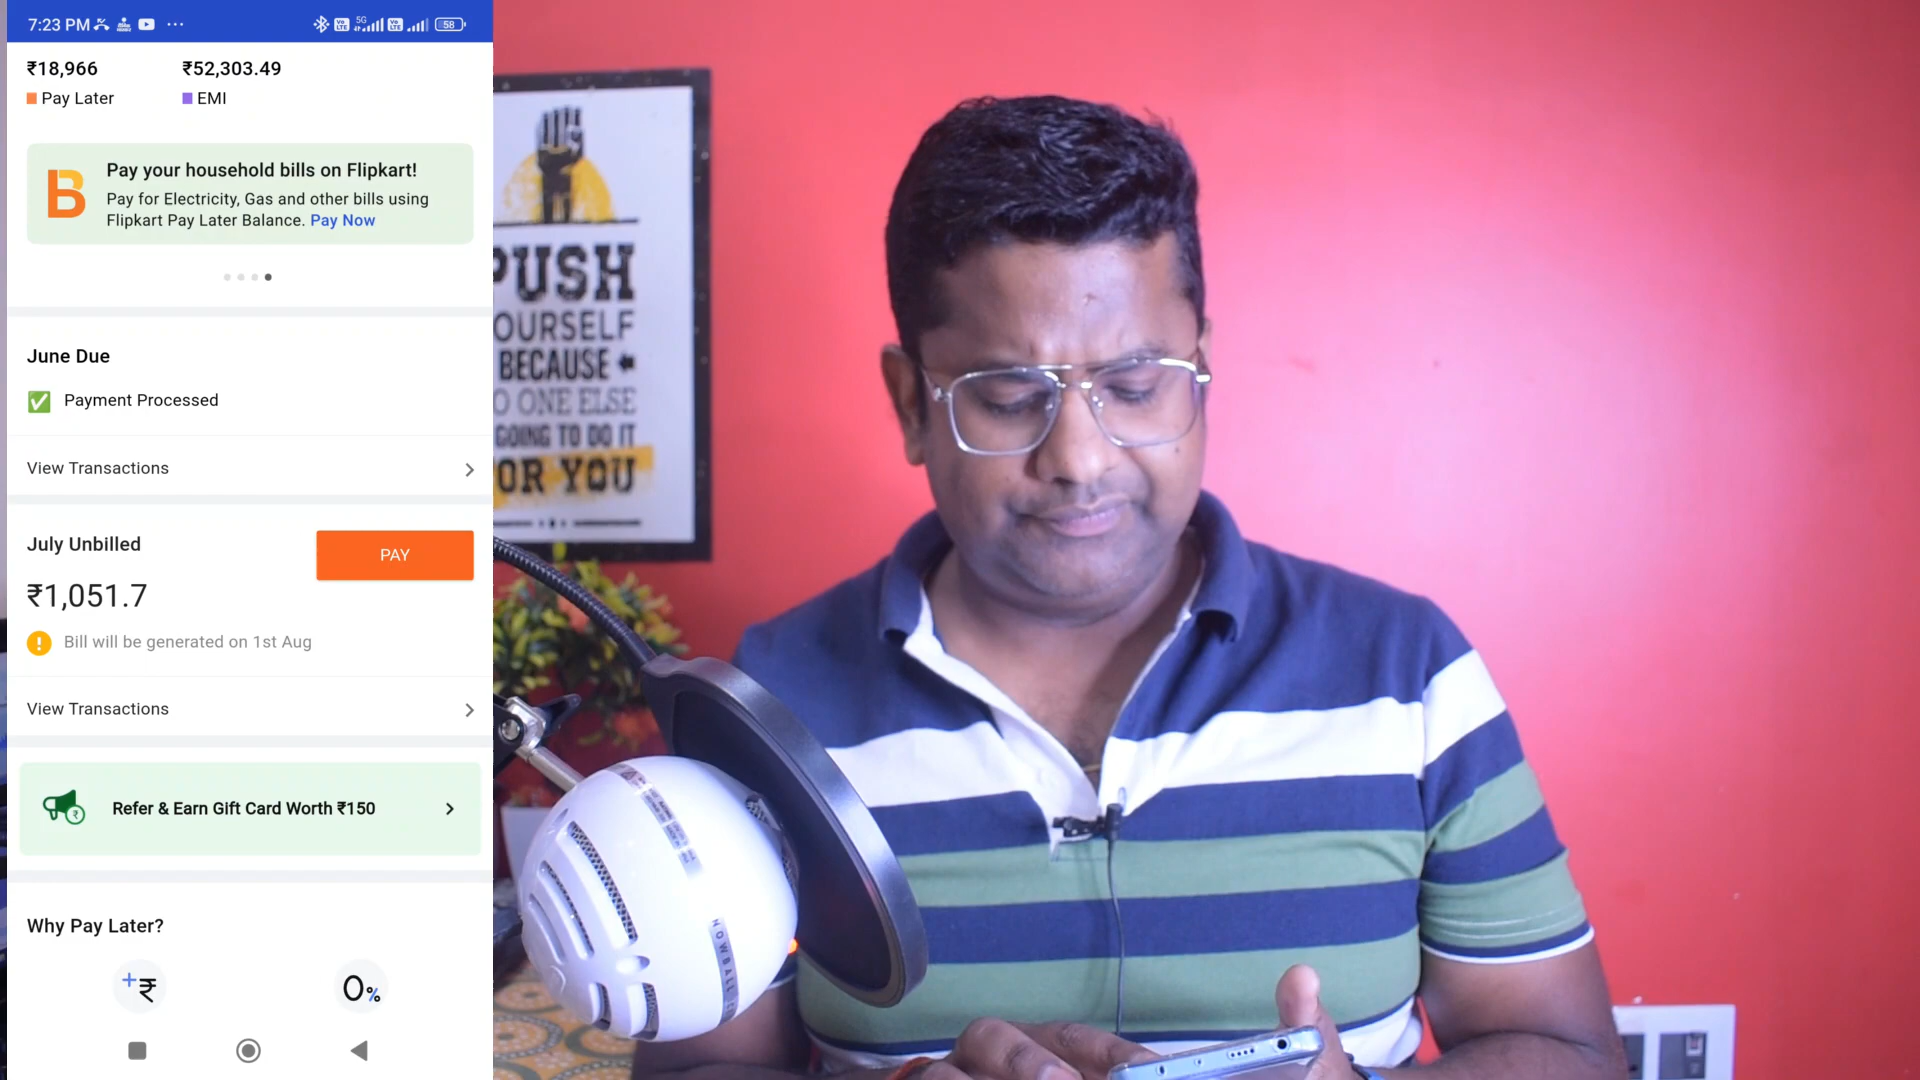 7:23 PM
5G
58
₹18,966
₹52,303.49
Pay Later
EMI
Pay your household bills on Flipkart!
Pay for Electricity, Gas and other bills using
Flipkart Pay Later Balance. Pay Now
June Due
Payment Processed
View Transactions
July Unbilled
PAY
₹1,051.7
Bill will be generated on 1st Aug
View Transactions
Refer & Earn Gift Card Worth ₹150
Why Pay Later?
+₹
0%
PUSH
OURSELF
BECAUSE
O ONE ELSE
GOING TO DO IT
OR YOU